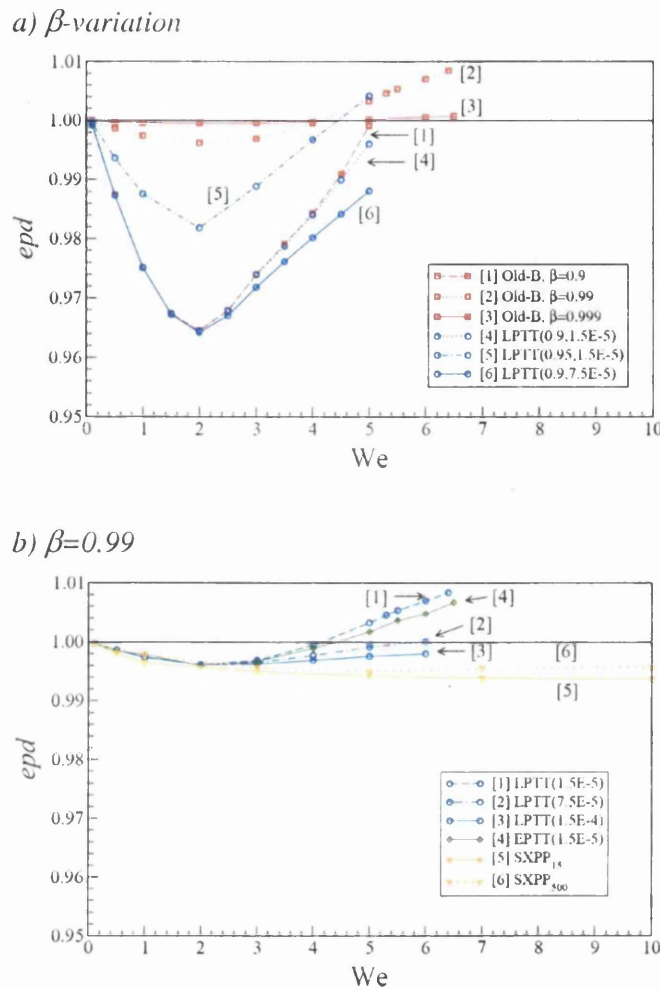 a) β-variation
1.01
1.00
0.99
0.98
0.97
0.96
0.95
epd
[2]
[3]
[1]
[4]
[5]
[6]
[1] Old-B, β=0.9
[2] Old-B, β=0.99
[3] Old-B, β=0.999
[4] LPTT(0.9,1.5E-5)
[5] LPTT(0.95,1.5E-5)
[6] LPTT(0.9,7.5E-5)
0 1 2 3 4 5 6 7 8 9 10
We
b) β=0.99
1.01
1.00
0.99
0.98
0.97
0.96
0.95
epd
[1]
[4]
[2]
[3]
[6]
[5]
[1] LPTT(1.5E-5)
[2] LPTT(7.5E-5)
[3] LPTT(1.5E-4)
[4] EPTT(1.5E-5)
[5] SXPP15
[6] SXPP500
0 1 2 3 4 5 6 7 8 9 10
We